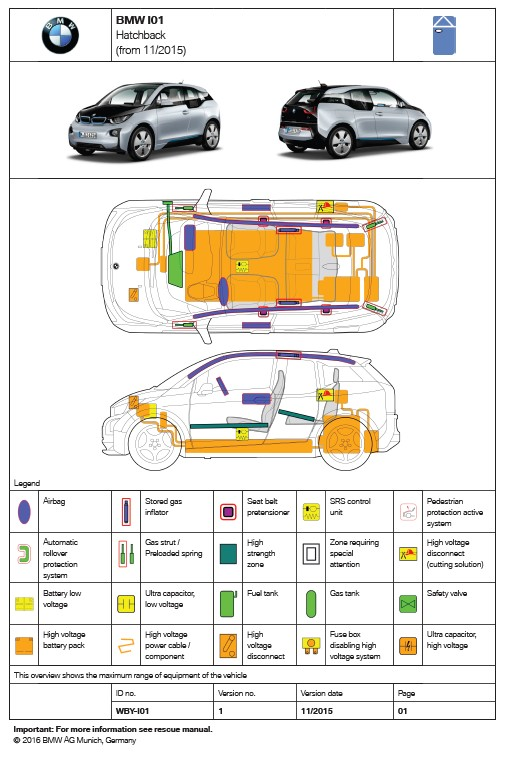 BMW
BMW I01
Hatchback
(from 11/2015)
Legend
Airbag
Stored gas
inflator
Seat belt
pretensioner
SRS control
unit
Pedestrian
protection active
system
Automatic
rollover
protection
system
Gas strut /
Preloaded spring
High
strength
zone
Zone requiring
special
attention
High voltage
disconnect
(cutting solution)
Battery low
voltage
Ultra capacitor,
low voltage
Fuel tank
Gas tank
Safety valve
High voltage
battery pack
High voltage
power cable /
component
High
voltage
disconnect
Fuse box
disabling high
voltage system
Ultra capacitor,
high voltage
This overview shows the maximum range of equipment of the vehicle
ID no.
Version no.
Version date
Page
WBY-I01
1
11/2015
01
Important: For more information see rescue manual.
© 2016 BMW AG Munich, Germany